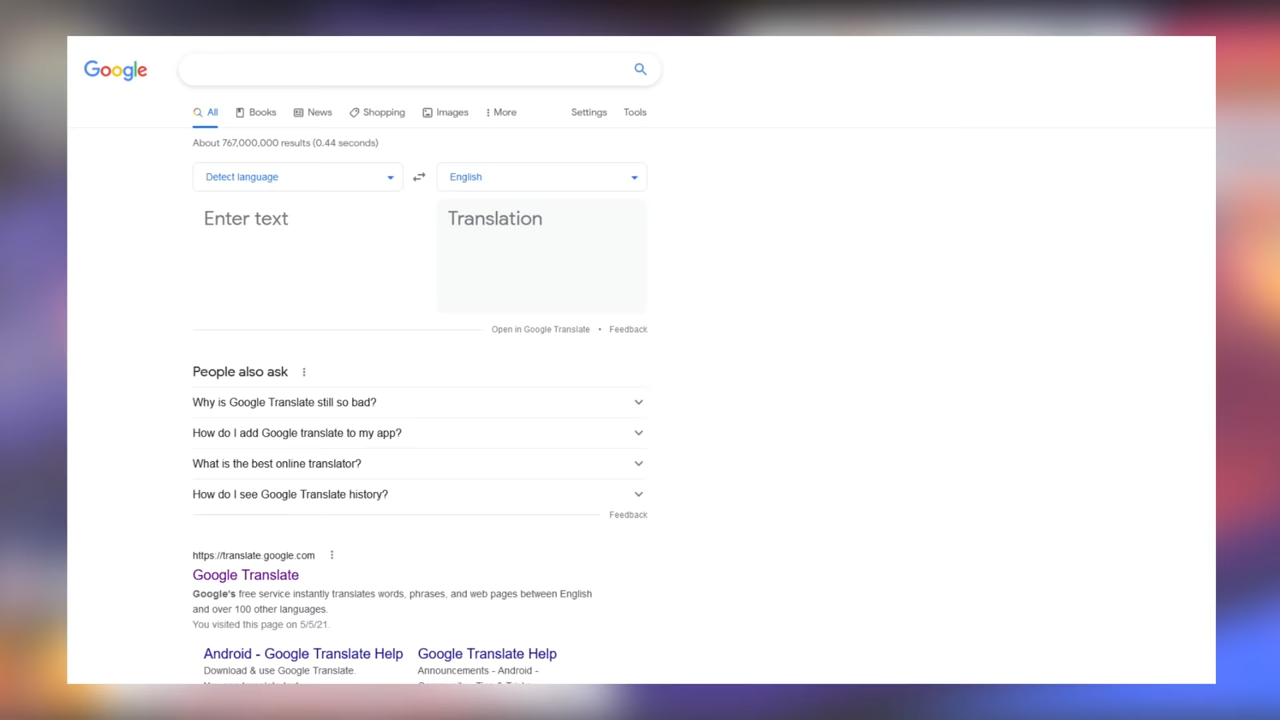 Google
All Books News Shopping Images More Settings Tools
About 767,000,000 results (0.44 seconds)
Detect language English
Enter text Translation
Open in Google Translate • Feedback
People also ask
Why is Google Translate still so bad?
How do I add Google translate to my app?
What is the best online translator?
How do I see Google Translate history?
Feedback
https://translate.google.com
Google Translate
Google's free service instantly translates words, phrases, and web pages between English
and over 100 other languages.
You visited this page on 5/5/21.
Android - Google Translate Help Google Translate Help
Download & use Google Translate. Announcements - Android -